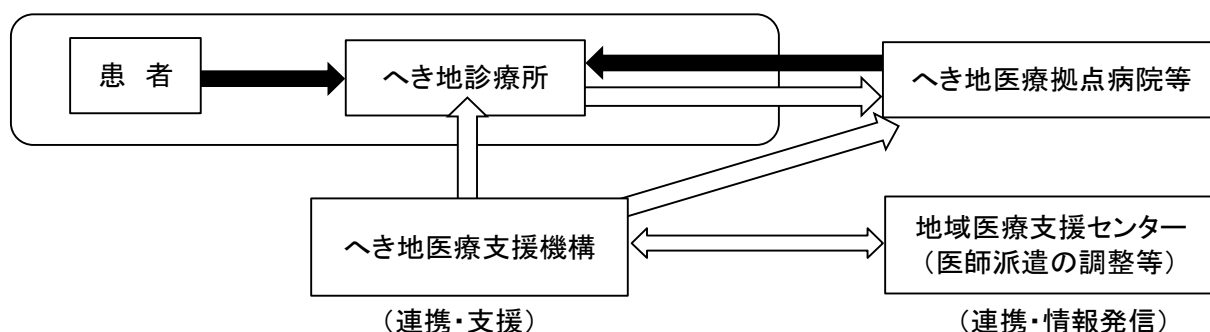 患　者
へき地診療所
へき地医療拠点病院等
へき地医療支援機構
地域医療支援センター
（医師派遣の調整等）
（連携・支援）
（連携・情報発信）